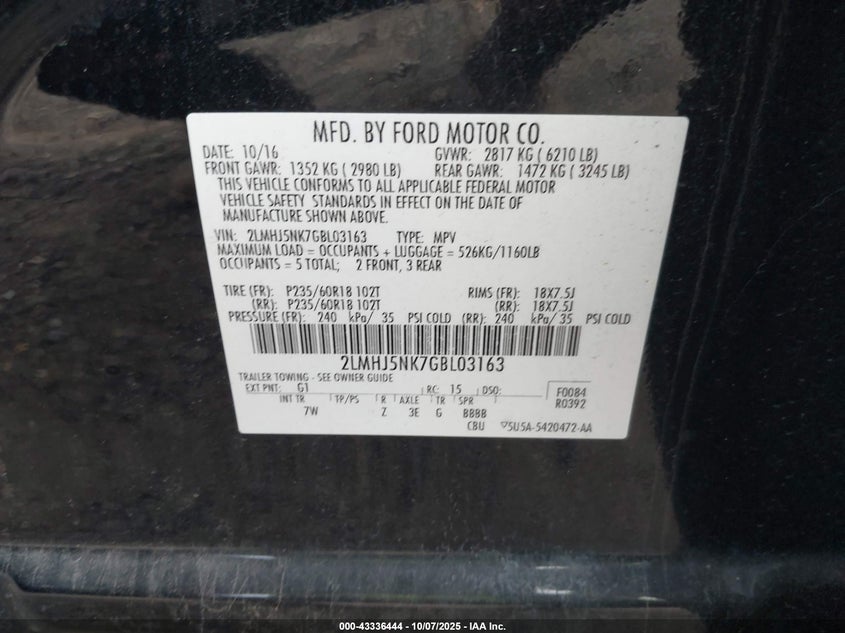 MFD. BY FORD MOTOR CO.
DATE: 10/16 GVWR: 2817 KG ( 6210 LB)
FRONT GAWR: 1352 KG ( 2980 LB) REAR GAWR: 1472 KG ( 3245 LB)
THIS VEHICLE CONFORMS TO ALL APPLICABLE FEDERAL MOTOR
VEHICLE SAFETY STANDARDS IN EFFECT ON THE DATE OF
MANUFACTURE SHOWN ABOVE.
VIN: 2LMHJ5NK7GBL03163 TYPE: MPV
MAXIMUM LOAD = OCCUPANTS + LUGGAGE = 526KG/1160LB
OCCUPANTS = 5 TOTAL; 2 FRONT, 3 REAR
TIRE (FR): P235/60R18 102T RIMS (FR): 18X7.5J
(RR): P235/60R18 102T (RR): 18X7.5J
PRESSURE (FR): 240 kPa/ 35 PSI COLD (RR): 240 kPa/ 35 PSI COLD
2LMHJ5NK7GBL03163
TRAILER TOWING - SEE OWNER GUIDE
EXT PNT: G1 RC: 15 DSO: F0084
INT TR TP/PS R AXLE TR SPR R0392
7W Z 3E G BBBB
CBU 5U5A-5420472-AA
000-43336444 - 10/07/2025 - IAA Inc.